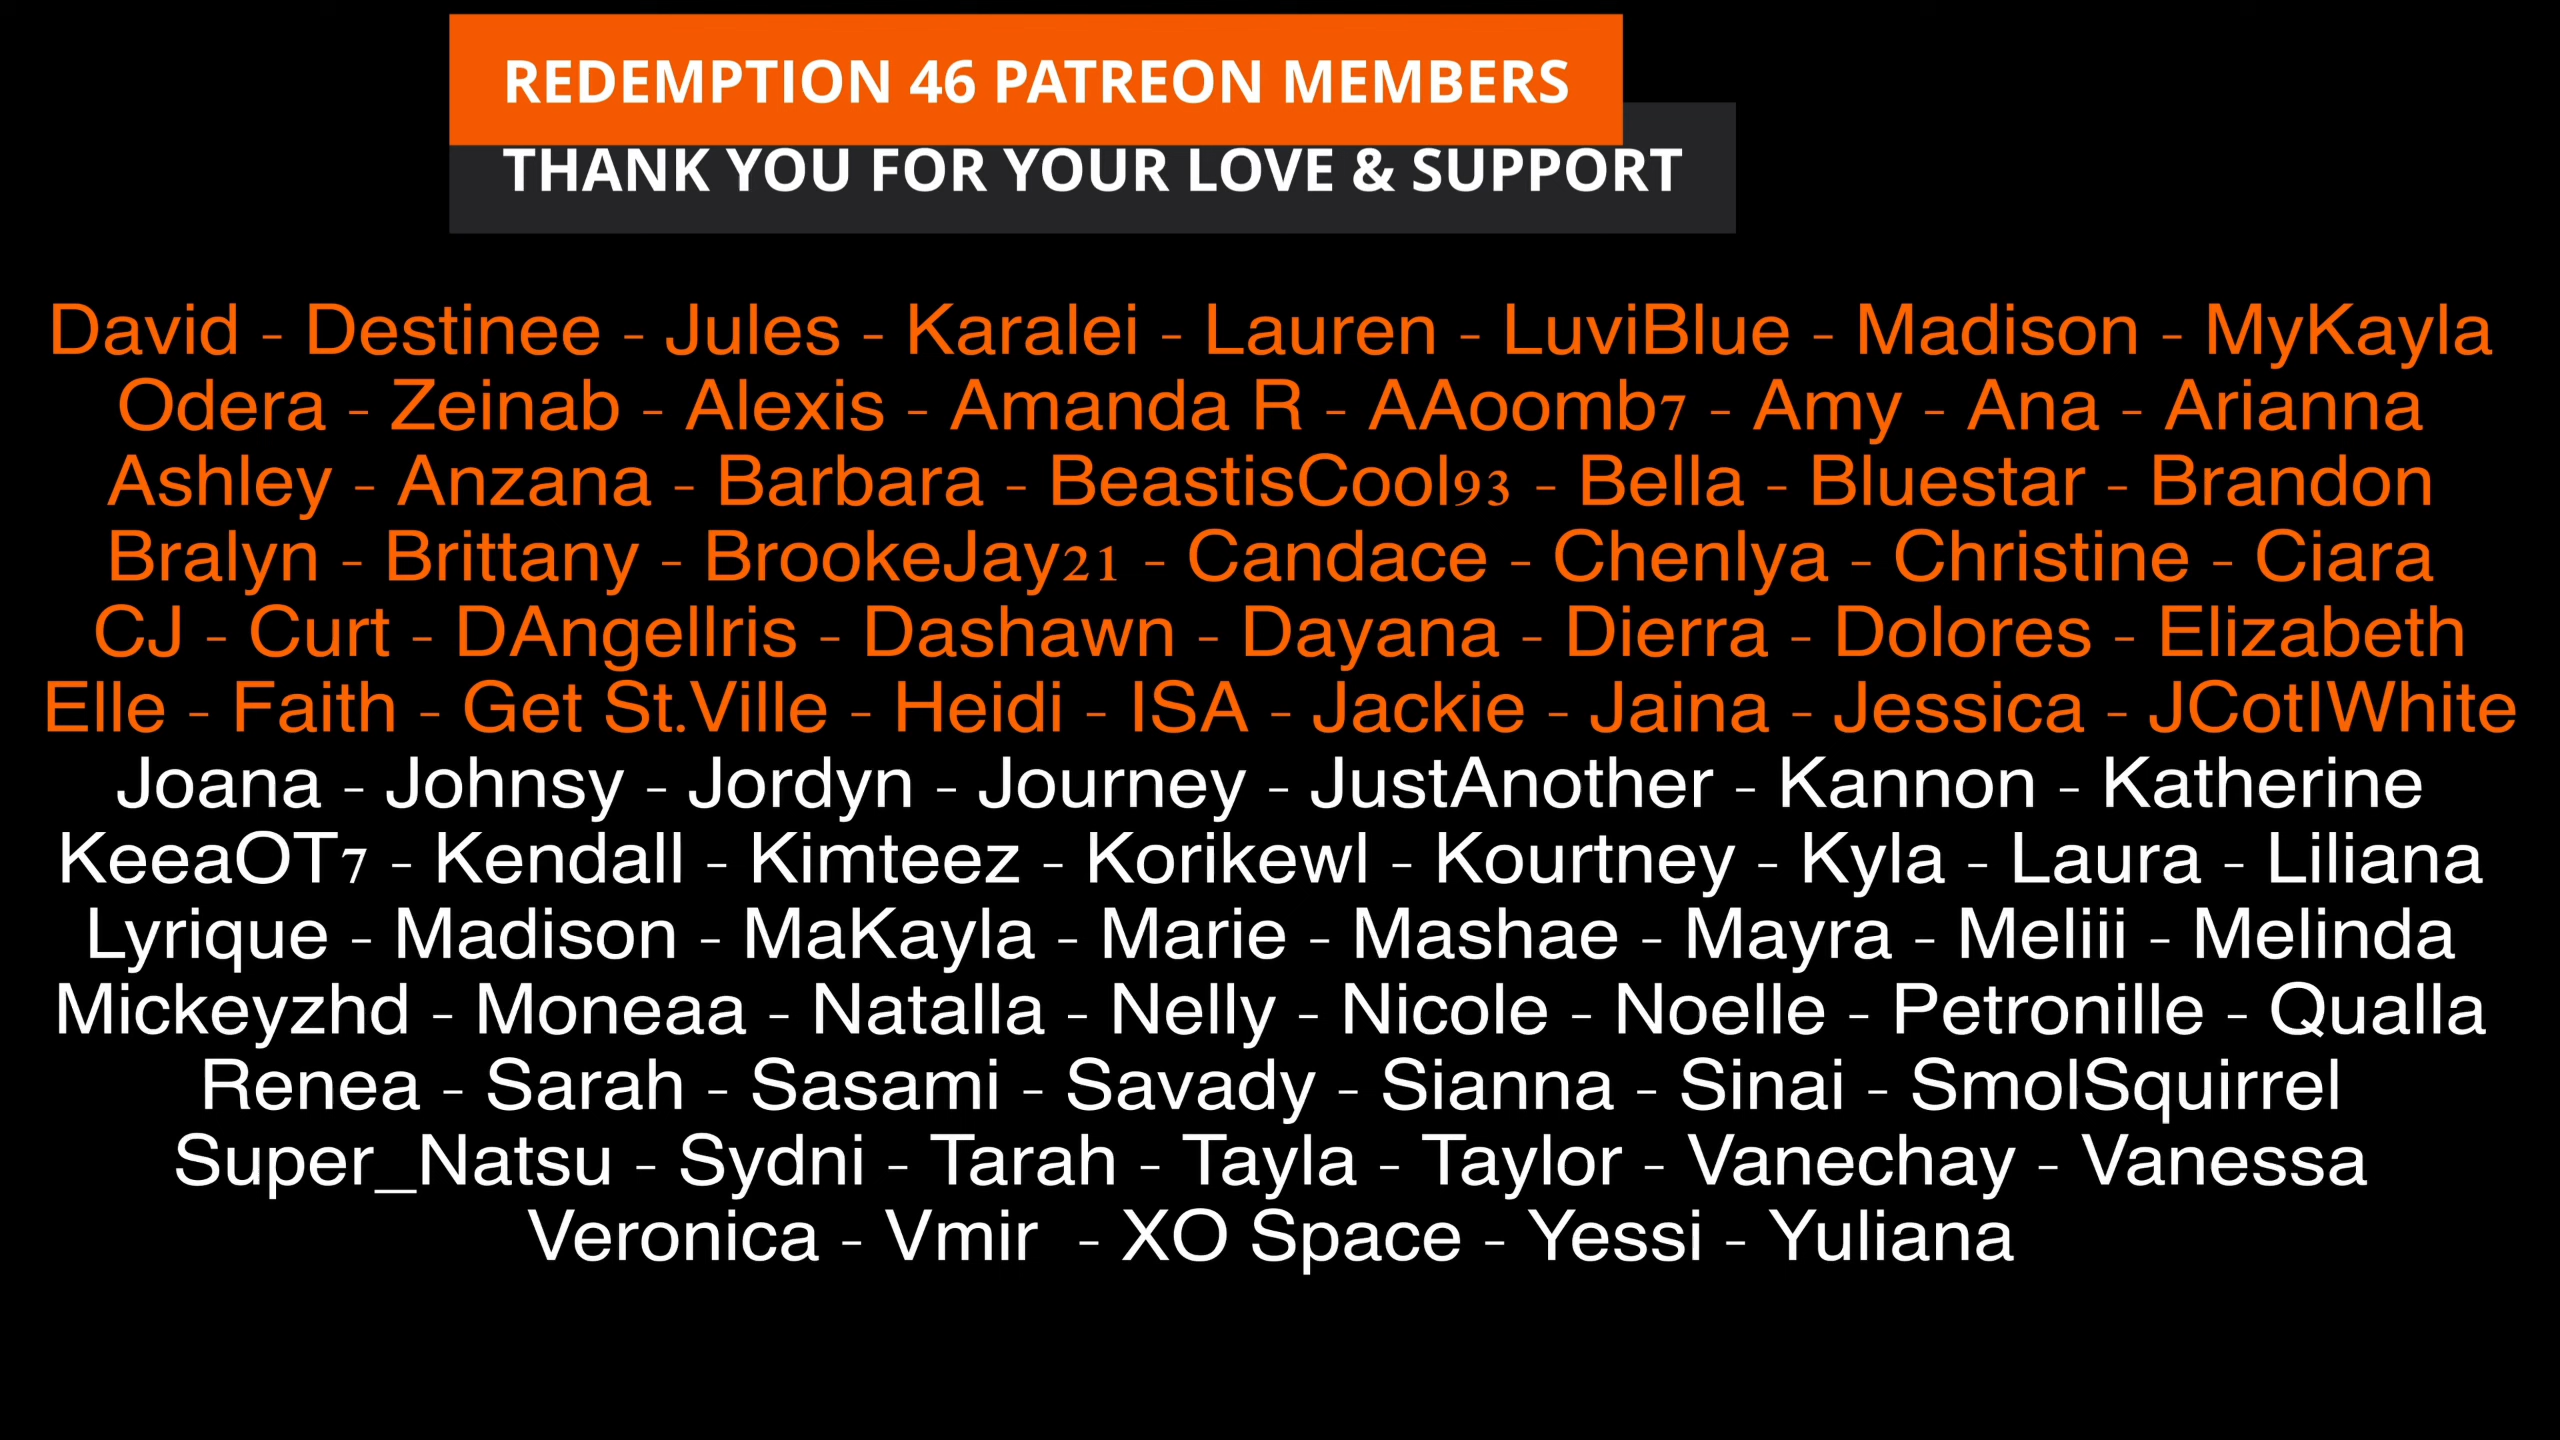 REDEMPTION 46 PATREON MEMBERS
THANK YOU FOR YOUR LOVE & SUPPORT
David - Destinee - Jules - Karalei - Lauren - LuviBlue - Madison - MyKayla
Odera - Zeinab - Alexis - Amanda R - AAoomb7 - Amy - Ana - Arianna
Ashley - Anzana - Barbara - BeastisCool93 - Bella - Bluestar - Brandon
Bralyn - Brittany - BrookeJay21 - Candace - Chenlya - Christine - Ciara
CJ - Curt - DAngelIris - Dashawn - Dayana - Dierra - Dolores - Elizabeth
Elle - Faith - Get St.Ville - Heidi - ISA - Jackie - Jaina - Jessica - JCotIWhite
Joana - Johnsy - Jordyn - Journey - JustAnother - Kannon - Katherine
KeeaOT7 - Kendall - Kimteez - Korikewl - Kourtney - Kyla - Laura - Liliana
Lyrique - Madison - MaKayla - Marie - Mashae - Mayra - Meliii - Melinda
Mickeyzhd - Moneaa - Natalla - Nelly - Nicole - Noelle - Petronille - Qualla
Renea - Sarah - Sasami - Savady - Sianna - Sinai - SmolSquirrel
Super_Natsu - Sydni - Tarah - Tayla - Taylor - Vanechay - Vanessa
Veronica - Vmir  - XO Space - Yessi - Yuliana